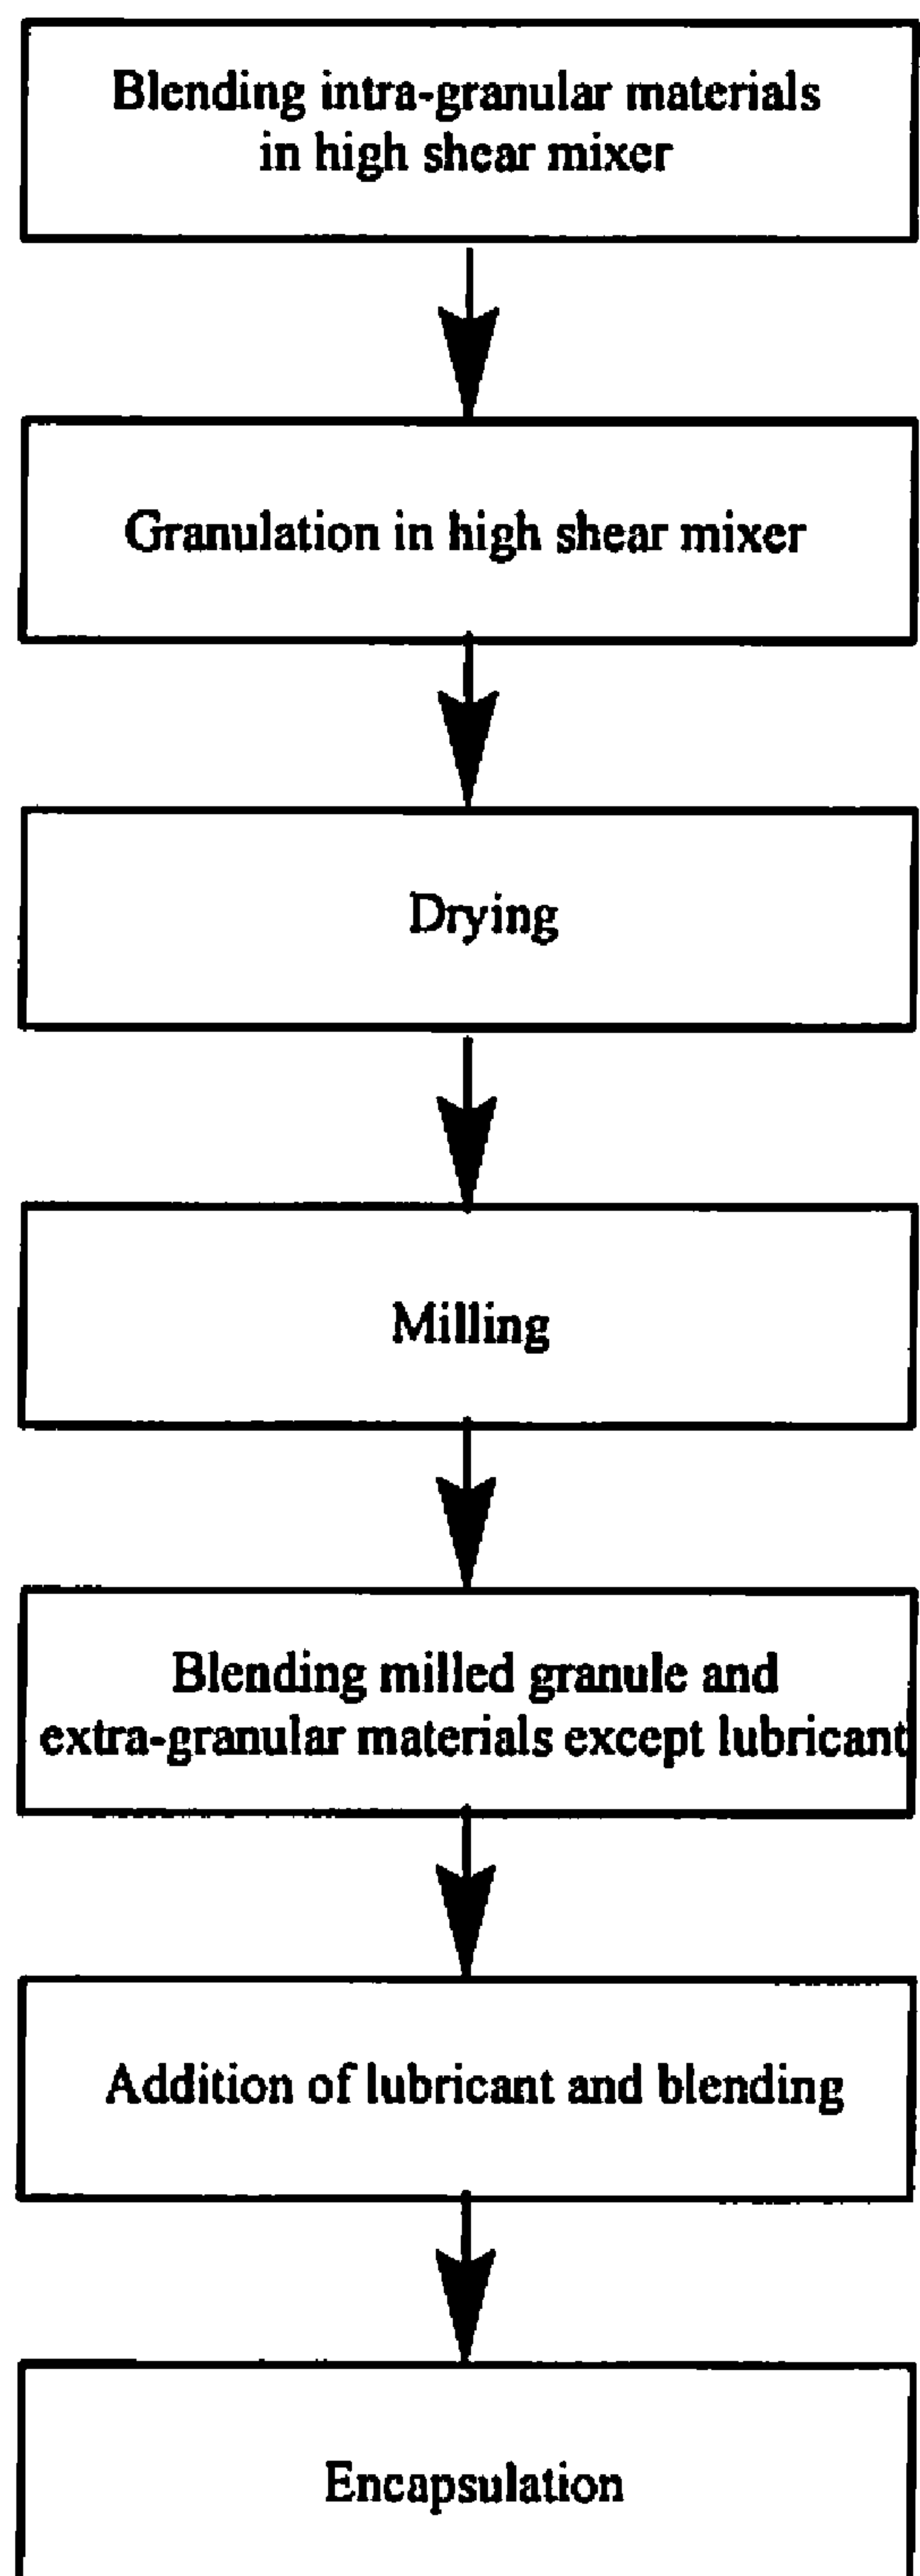 Blending intra-granular materials
in high shear mixer
Granulation in high shear mixer
Drying
Milling
Blending milled granule and
extra-granular materials except lubricant
Addition of lubricant and blending
Encapsulation